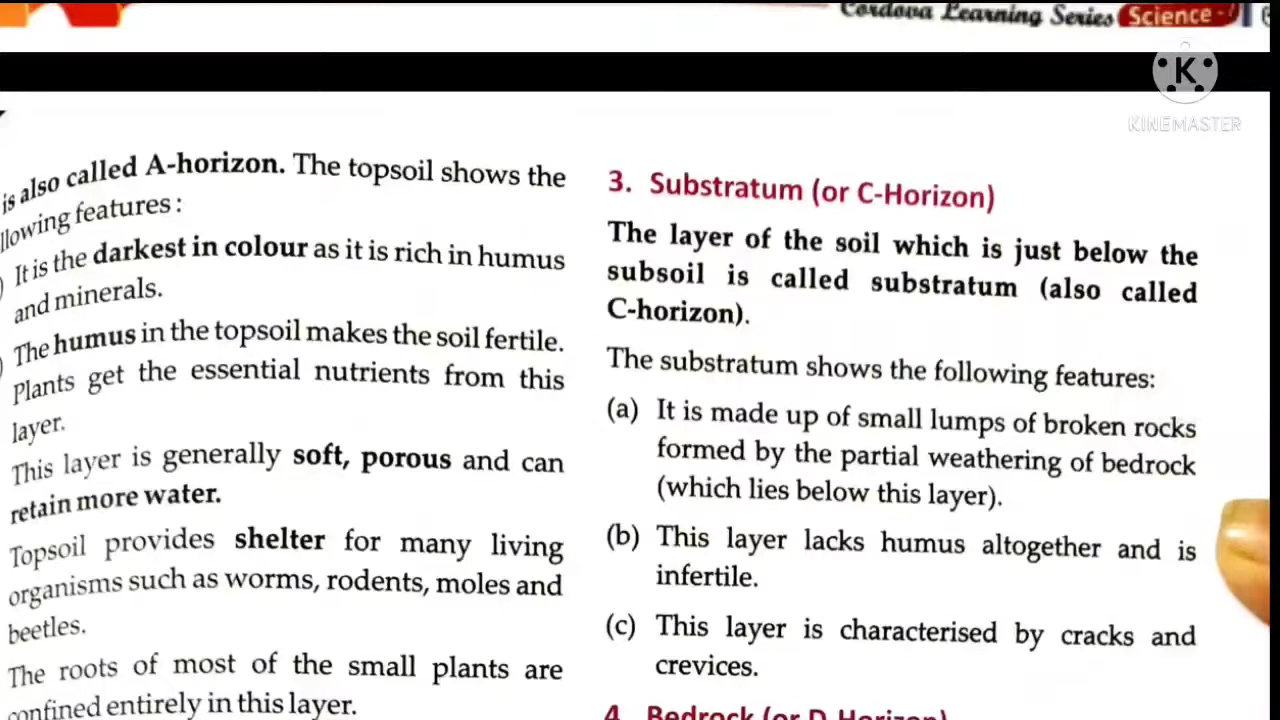 Cordova Learning Series Science -
KINEMASTER
is also called A-horizon. The topsoil shows the
llowing features :
It is the darkest in colour as it is rich in humus
and minerals.
The humus in the topsoil makes the soil fertile.
Plants get the essential nutrients from this
layer.
This layer is generally soft, porous and can
retain more water.
Topsoil provides shelter for many living
organisms such as worms, rodents, moles and
beetles.
The roots of most of the small plants are
confined entirely in this layer.
3. Substratum (or C-Horizon)
The layer of the soil which is just below the
subsoil is called substratum (also called
C-horizon).
The substratum shows the following features:
(a) It is made up of small lumps of broken rocks
formed by the partial weathering of bedrock
(which lies below this layer).
(b) This layer lacks humus altogether and is
infertile.
(c) This layer is characterised by cracks and
crevices.
4. Bedrock (or D-Horizon)